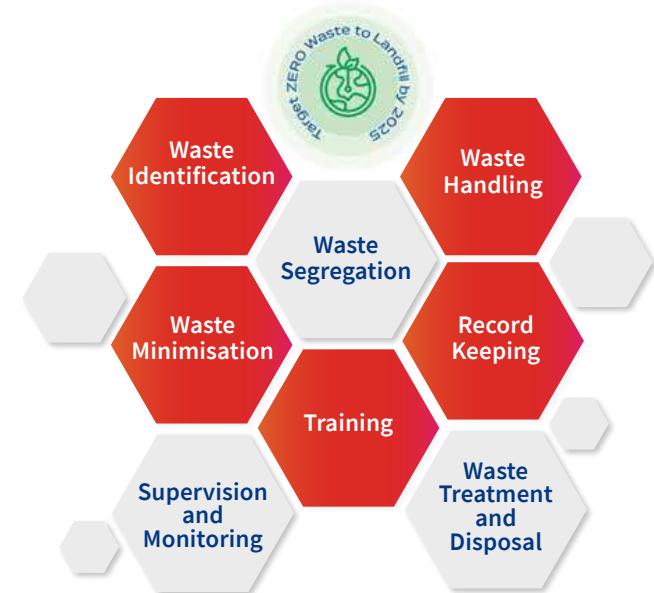 Target ZERO Waste to Landfill by 2025
Waste
Identification
Waste
Handling
Waste
Segregation
Waste
Minimisation
Record
Keeping
Training
Supervision
and
Monitoring
Waste
Treatment
and
Disposal